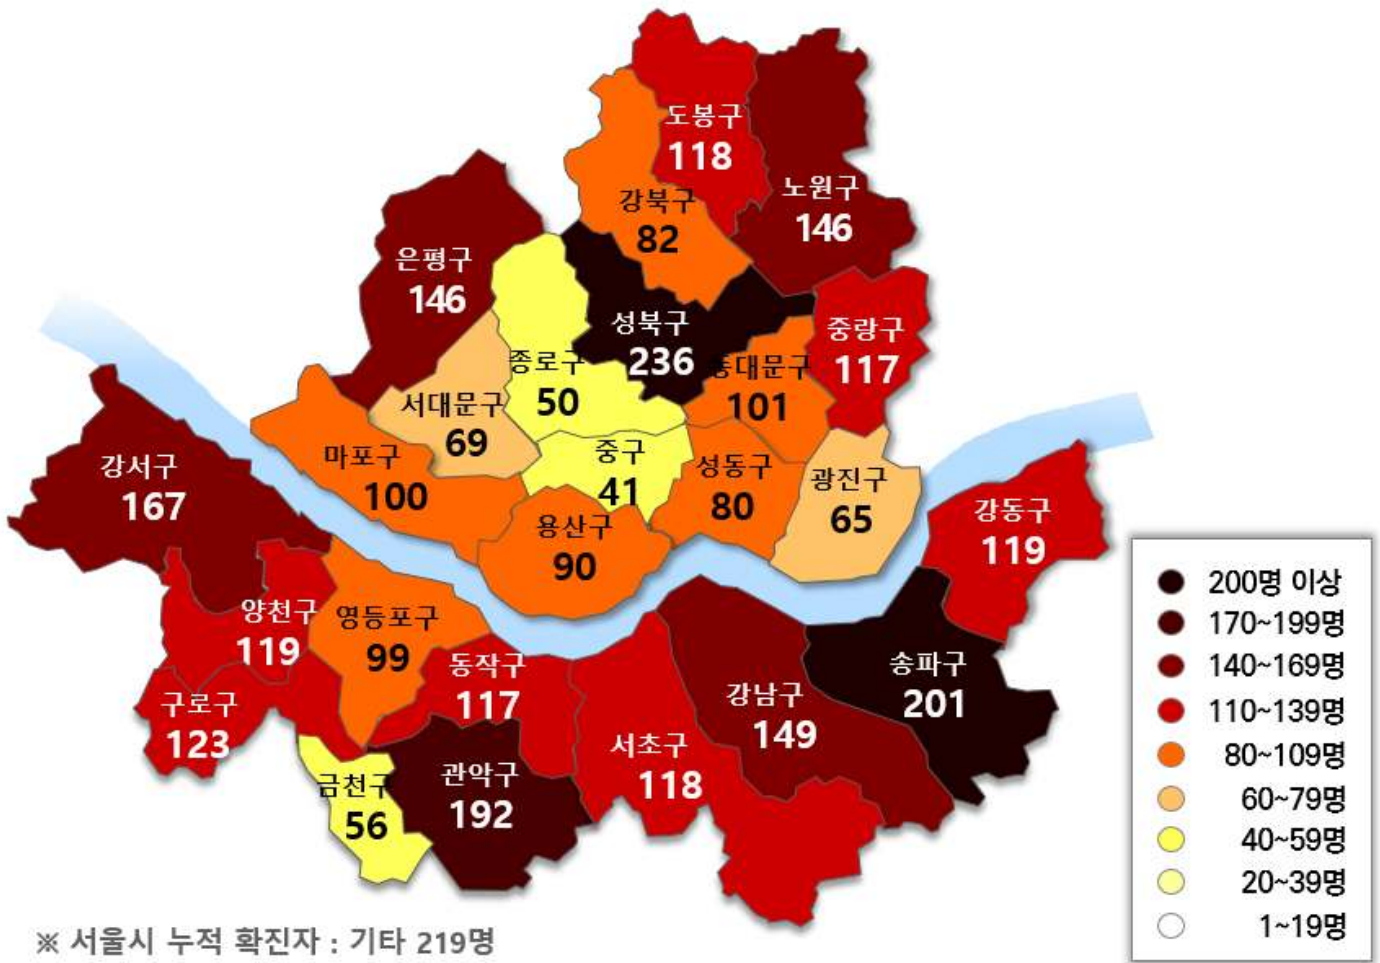 도봉구
118
노원구
146
강북구
82
은평구
146
성북구
236
중랑구
117
종로구
50
동대문구
101
서대문구
69
마포구
100
중구
41
성동구
80
광진구
65
강서구
167
용산구
90
강동구
119
양천구
119
영등포구
99
동작구
117
송파구
201
강남구
149
구로구
123
서초구
118
금천구
56
관악구
192
200명 이상
170~199명
140~169명
110~139명
80~109명
60~79명
40~59명
20~39명
1~19명
※ 서울시 누적 확진자 : 기타 219명